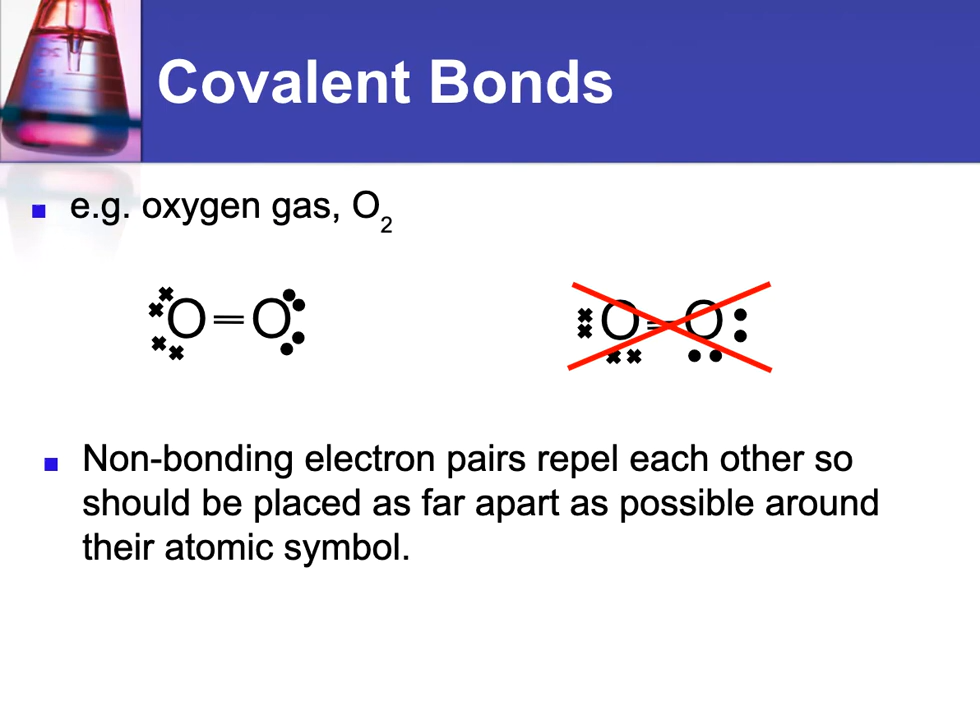 Covalent Bonds
e.g. oxygen gas, O₂
O=O O=O
Non-bonding electron pairs repel each other so
should be placed as far apart as possible around
their atomic symbol.